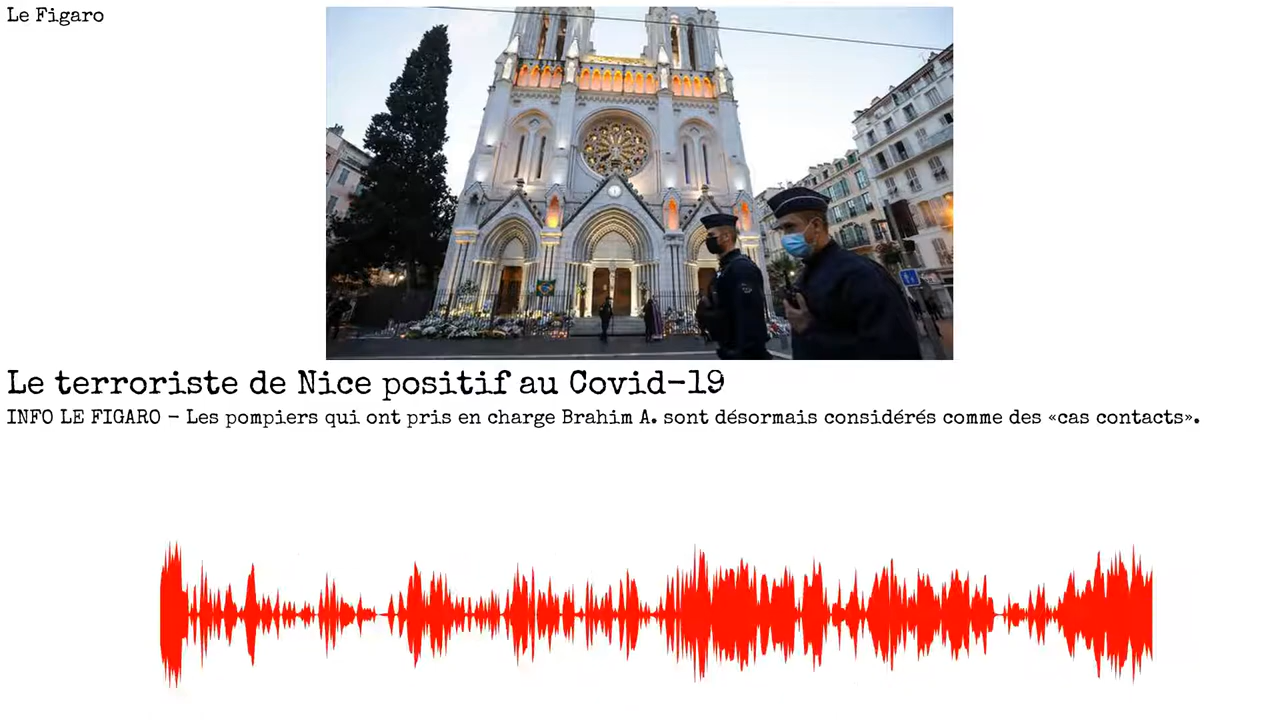 Le Figaro
Le terroriste de Nice positif au Covid-19
INFO LE FIGARO - Les pompiers qui ont pris en charge Brahim A. sont désormais considérés comme des «cas contacts».